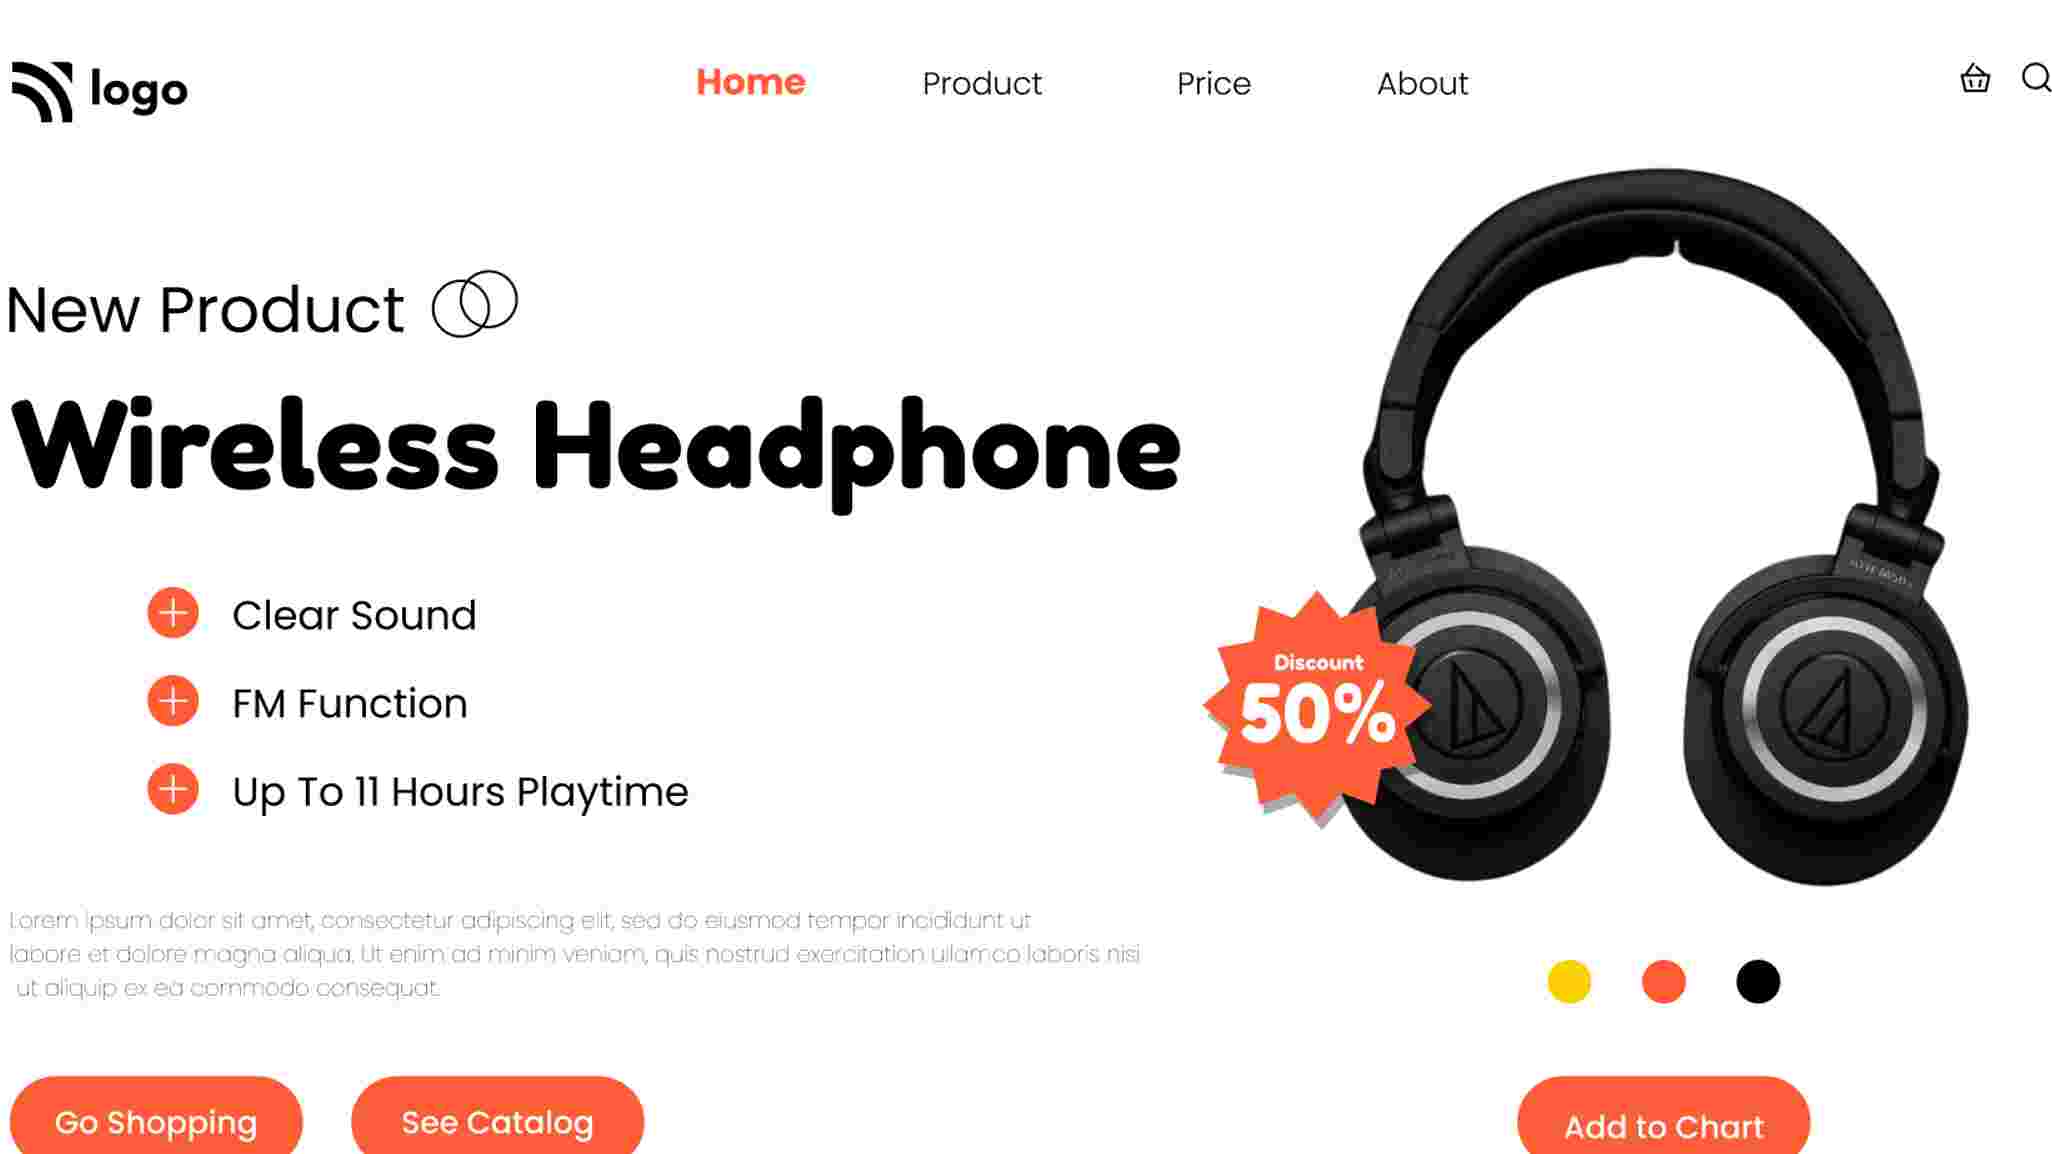 logo
Home
Product
Price
About
New Product
Wireless Headphone
Clear Sound
FM Function
Up To 11 Hours Playtime
Discount
50%
Lorem ipsum dolor sit amet, consectetur adipiscing elit, sed do eiusmod tempor incididunt ut
labore et dolore magna aliqua. Ut enim ad minim veniam, quis nostrud exercitation ullamco laboris nisi
ut aliquip ex ea commodo consequat.
Go Shopping
See Catalog
Add to Chart